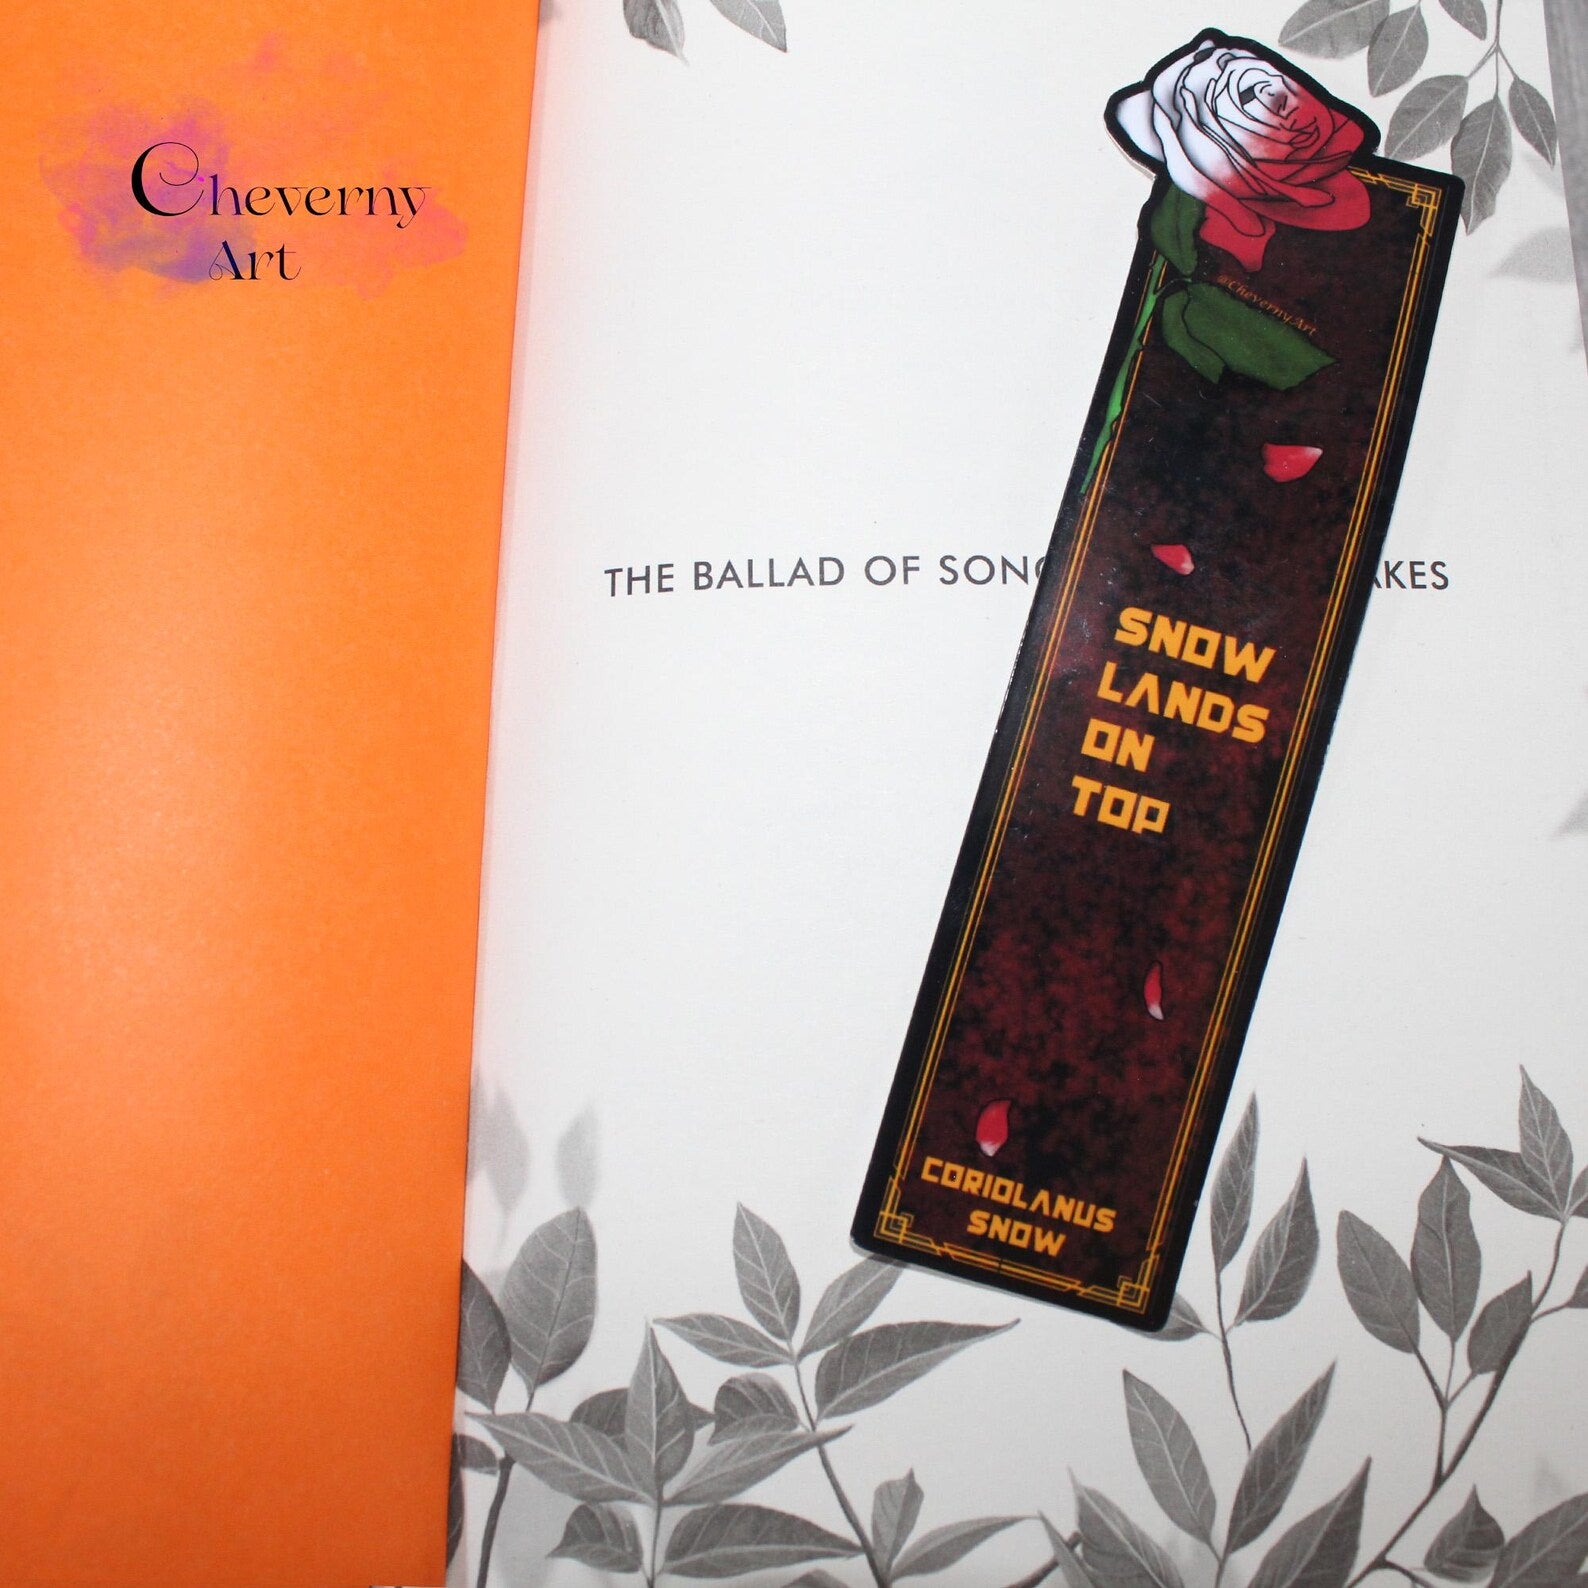 Cheverny
Art
@ChevernyArt
THE BALLAD OF SONG AKES
SNOW
LANDS
ON
TOP
CORIOLANUS
SNOW